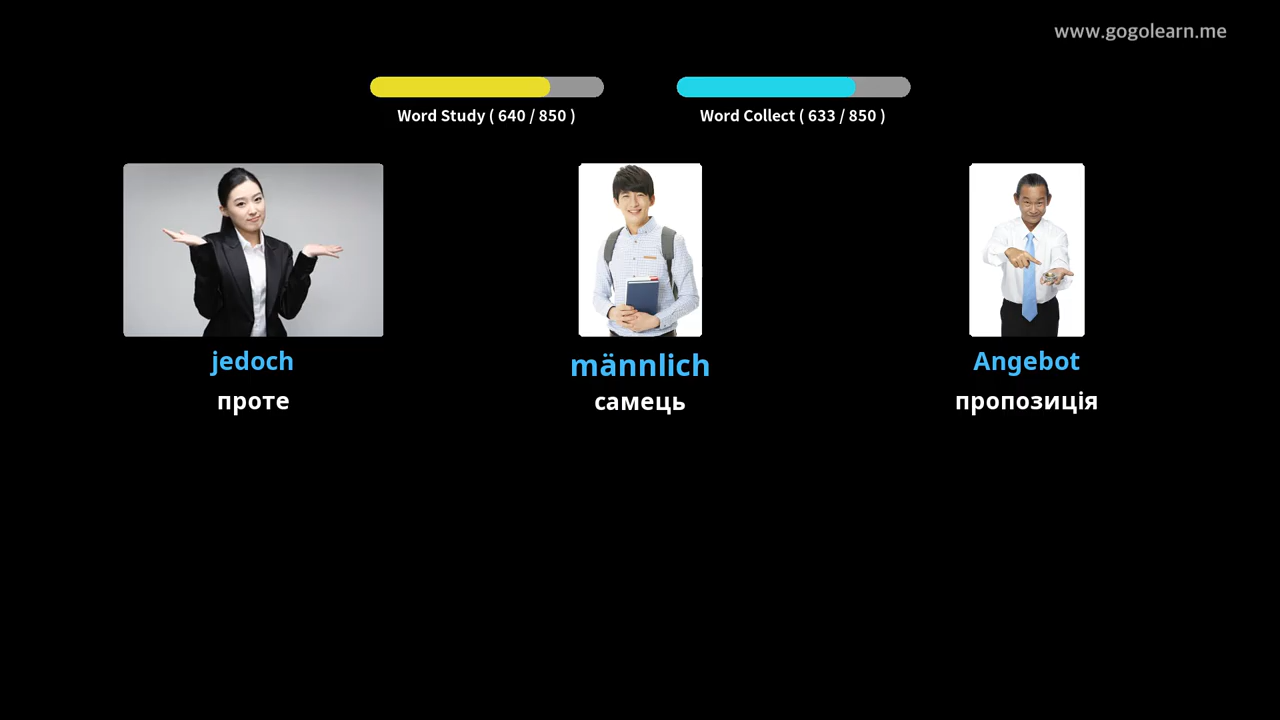 www.gogolearn.me
Word Study ( 640 / 850 )
Word Collect ( 633 / 850 )
jedoch
männlich
Angebot
проте
самець
пропозиція